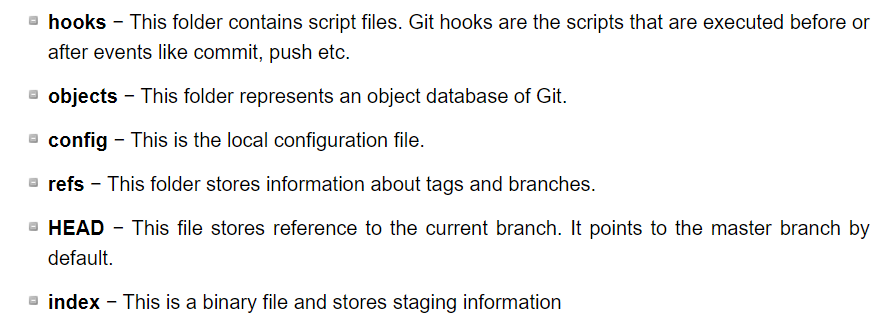 hooks – This folder contains script files. Git hooks are the scripts that are executed before or
after events like commit, push etc.
objects – This folder represents an object database of Git.
config – This is the local configuration file.
refs – This folder stores information about tags and branches.
HEAD – This file stores reference to the current branch. It points to the master branch by
default.
index – This is a binary file and stores staging information